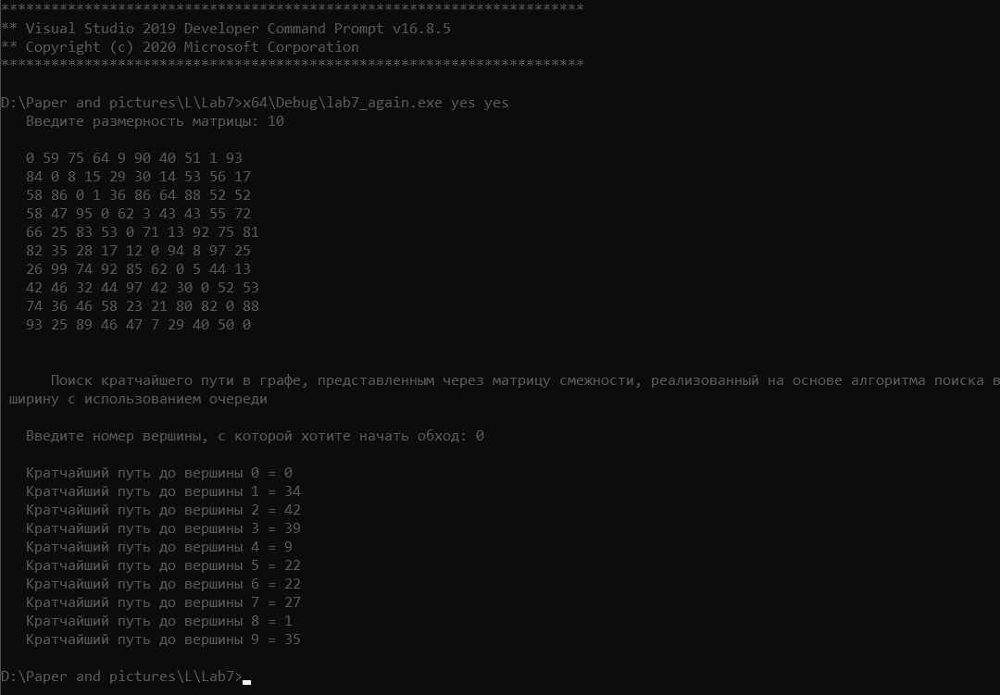 **********************************************************************
** Visual Studio 2019 Developer Command Prompt v16.8.5
** Copyright (c) 2020 Microsoft Corporation
**********************************************************************
D:\Paper and pictures\L\Lab7>x64\Debug\lab7_again.exe yes yes
Введите размерность матрицы: 10
0 59 75 64 9 90 40 51 1 93
84 0 8 15 29 30 14 53 56 17
58 86 0 1 36 86 64 88 52 52
58 47 95 0 62 3 43 43 55 72
66 25 83 53 0 71 13 92 75 81
82 35 28 17 12 0 94 8 97 25
26 99 74 92 85 62 0 5 44 13
42 46 32 44 97 42 30 0 52 53
74 36 46 58 23 21 80 82 0 88
93 25 89 46 47 7 29 40 50 0
Поиск кратчайшего пути в графе, представленным через матрицу смежности, реализованный на основе алгоритма поиска в
ширину с использованием очереди
Введите номер вершины, с которой хотите начать обход: 0
Кратчайший путь до вершины 0 = 0
Кратчайший путь до вершины 1 = 34
Кратчайший путь до вершины 2 = 42
Кратчайший путь до вершины 3 = 39
Кратчайший путь до вершины 4 = 9
Кратчайший путь до вершины 5 = 22
Кратчайший путь до вершины 6 = 22
Кратчайший путь до вершины 7 = 27
Кратчайший путь до вершины 8 = 1
Кратчайший путь до вершины 9 = 35
D:\Paper and pictures\L\Lab7>